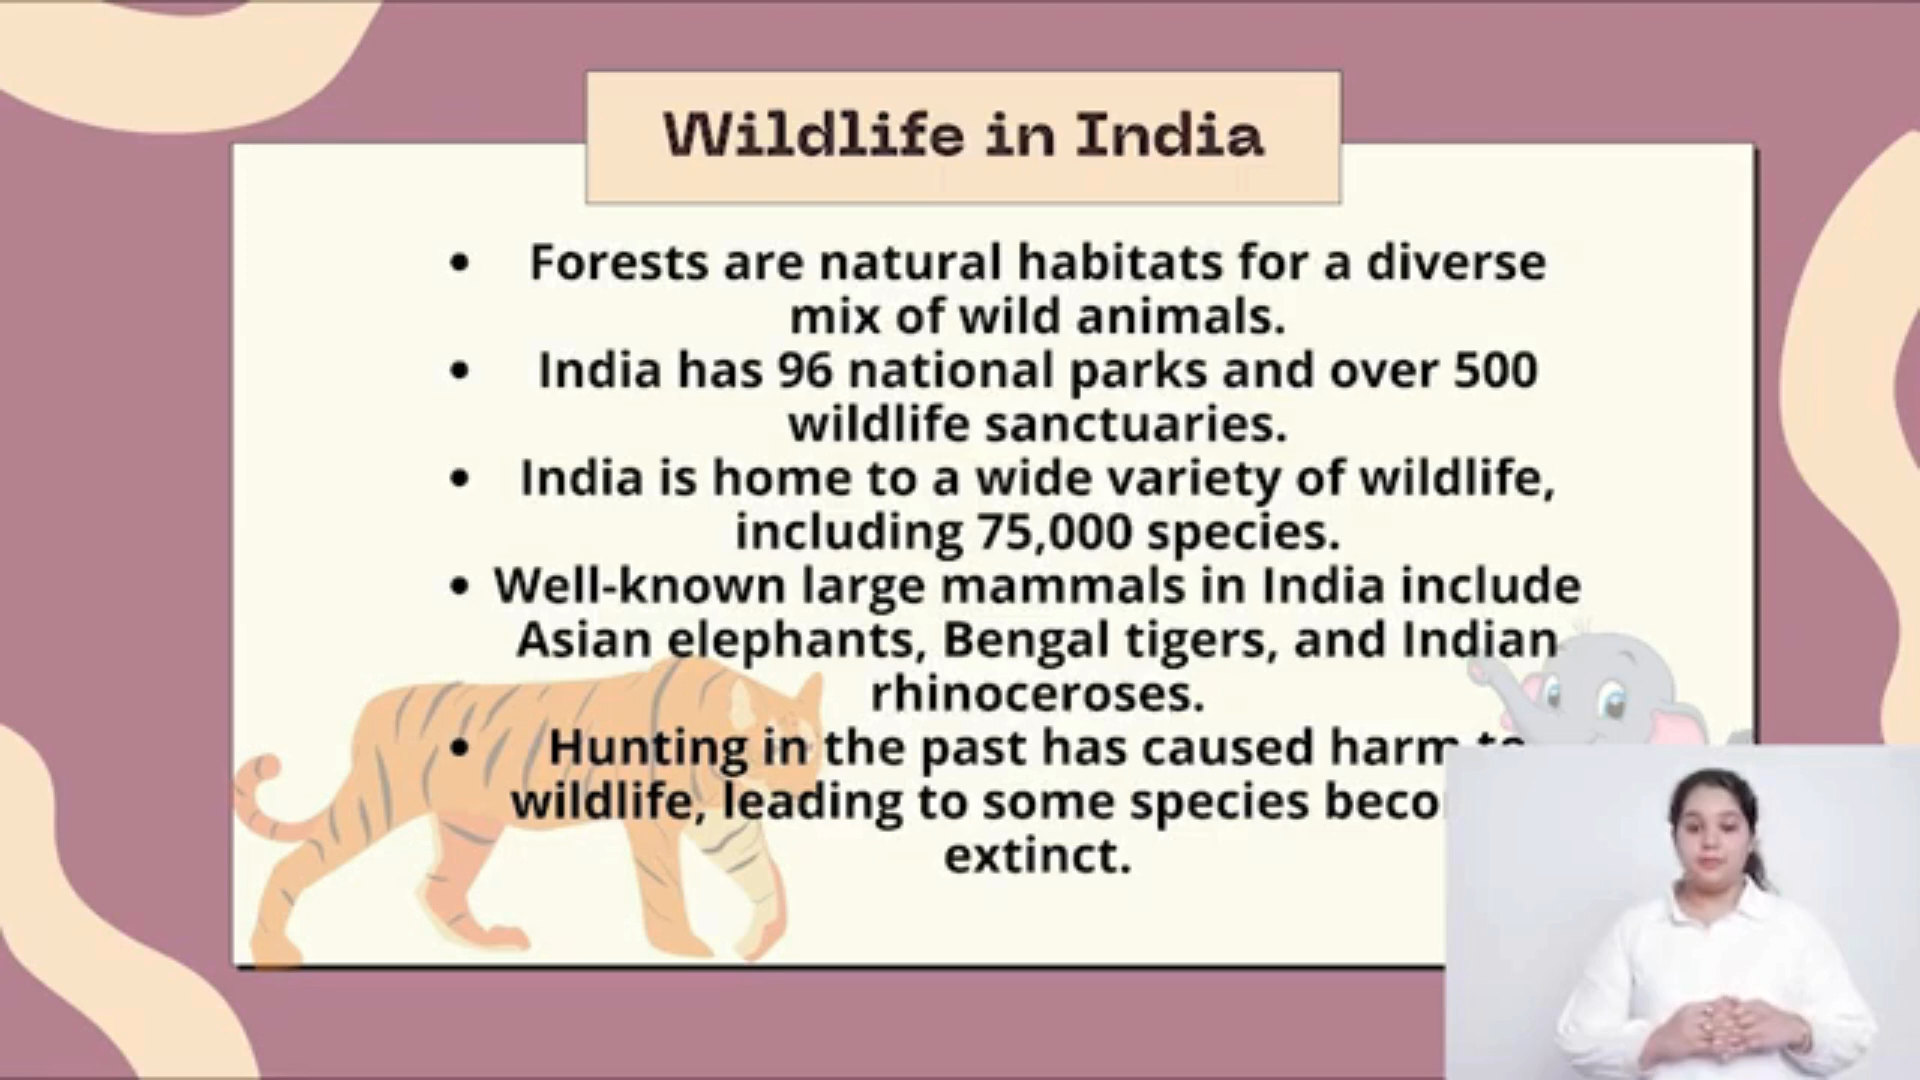 Wildlife in India
• Forests are natural habitats for a diverse
mix of wild animals.
• India has 96 national parks and over 500
wildlife sanctuaries.
• India is home to a wide variety of wildlife,
including 75,000 species.
• Well-known large mammals in India include
Asian elephants, Bengal tigers, and Indian
rhinoceroses.
• Hunting in the past has caused harm to
wildlife, leading to some species
extinct.